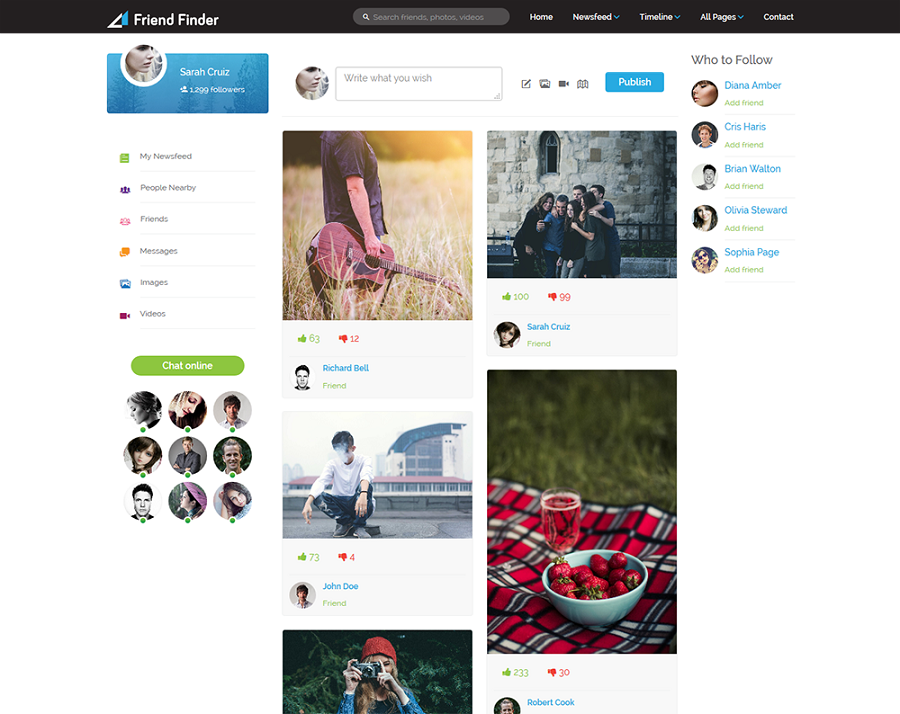 Friend Finder
Search friends, photos, videos
Home
Newsfeed
Timeline
All Pages
Contact
Sarah Cruiz
1,299 followers
My Newsfeed
People Nearby
Friends
Messages
Images
Videos
Chat online
Write what you wish
Publish
63 12
Richard Bell
Friend
73 4
John Doe
Friend
100 99
Sarah Cruiz
Friend
233 30
Robert Cook
Who to Follow
Diana Amber
Add friend
Cris Haris
Add friend
Brian Walton
Add friend
Olivia Steward
Add friend
Sophia Page
Add friend